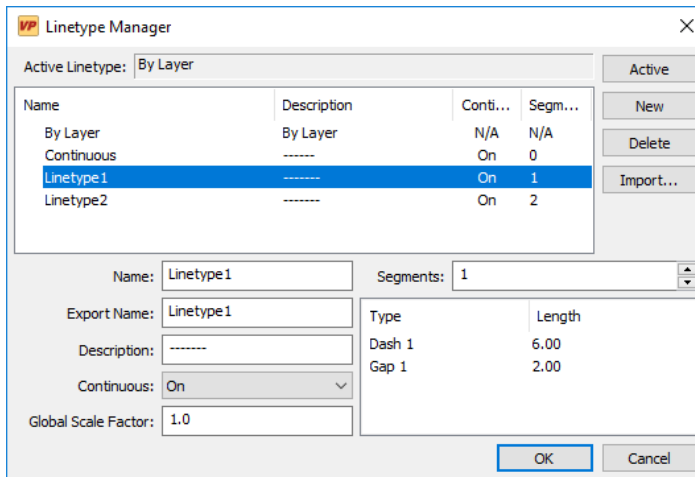 VP Linetype Manager
Active Linetype: By Layer
Active
Name Description Conti... Segm...
New
By Layer By Layer N/A N/A
Delete
Continuous ------ On 0
Linetype1 ------- On 1
Import...
Linetype2 ------- On 2
Name: Linetype1
Segments: 1
Export Name: Linetype1
Type Length
Description: -------
Dash 1 6.00
Gap 1 2.00
Continuous: On
Global Scale Factor: 1.0
OK Cancel